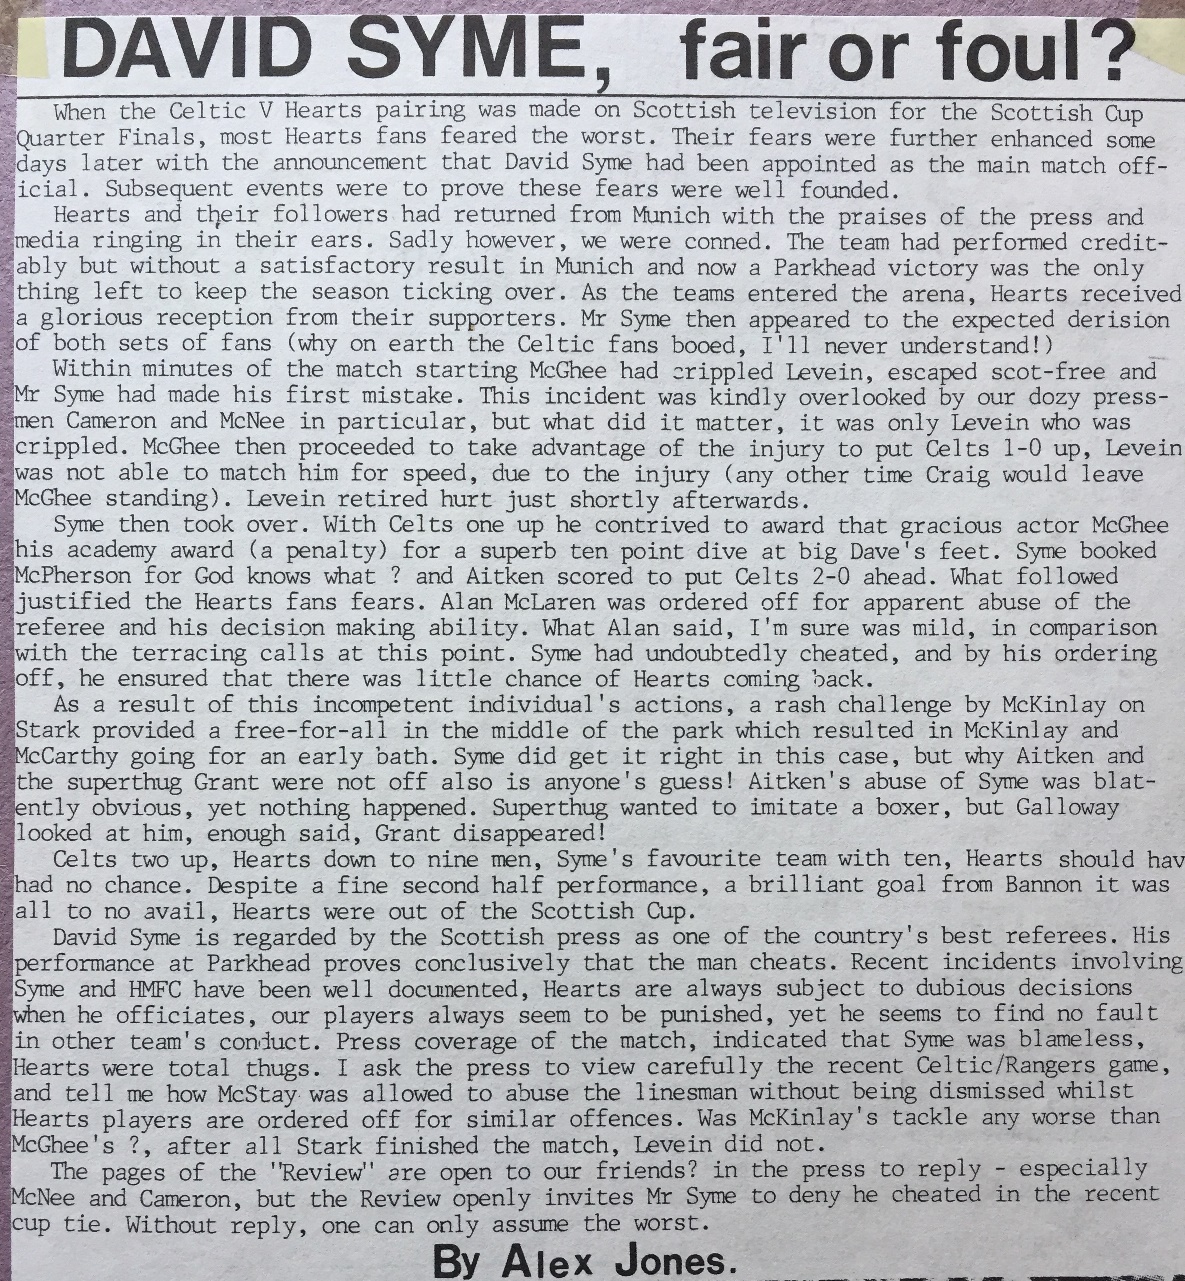 DAVID SYME, fair or foul?
When the Celtic V Hearts pairing was made on Scottish television for the Scottish Cup
Quarter Finals, most Hearts fans feared the worst. Their fears were further enhanced some
days later with the announcement that David Syme had been appointed as the main match off-
icial. Subsequent events were to prove these fears were well founded.
Hearts and their followers had returned from Munich with the praises of the press and
media ringing in their ears. Sadly however, we were conned. The team had performed credit-
ably but without a satisfactory result in Munich and now a Parkhead victory was the only
thing left to keep the season ticking over. As the teams entered the arena, Hearts received
a glorious reception from their supporters. Mr Syme then appeared to the expected derision
of both sets of fans (why on earth the Celtic fans booed, I'll never understand!)
Within minutes of the match starting McGhee had crippled Levein, escaped scot-free and
Mr Syme had made his first mistake. This incident was kindly overlooked by our dozy press-
men Cameron and McNee in particular, but what did it matter, it was only Levein who was
crippled. McGhee then proceeded to take advantage of the injury to put Celts 1-0 up, Levein
was not able to match him for speed, due to the injury (any other time Craig would leave
McGhee standing). Levein retired hurt just shortly afterwards.
Syme then took over. With Celts one up he contrived to award that gracious actor McGhee
his academy award (a penalty) for a superb ten point dive at big Dave's feet. Syme booked
McPherson for God knows what ? and Aitken scored to put Celts 2-0 ahead. What followed
justified the Hearts fans fears. Alan McLaren was ordered off for apparent abuse of the
referee and his decision making ability. What Alan said, I'm sure was mild, in comparison
with the terracing calls at this point. Syme had undoubtedly cheated, and by his ordering
off, he ensured that there was little chance of Hearts coming back.
As a result of this incompetent individual's actions, a rash challenge by McKinlay on
Stark provided a free-for-all in the middle of the park which resulted in McKinlay and
McCarthy going for an early bath. Syme did get it right in this case, but why Aitken and
the superthug Grant were not off also is anyone's guess! Aitken's abuse of Syme was blat-
ently obvious, yet nothing happened. Superthug wanted to imitate a boxer, but Galloway
looked at him, enough said, Grant disappeared!
Celts two up, Hearts down to nine men, Syme's favourite team with ten, Hearts should hav
had no chance. Despite a fine second half performance, a brilliant goal from Bannon it was
all to no avail, Hearts were out of the Scottish Cup.
David Syme is regarded by the Scottish press as one of the country's best referees. His
performance at Parkhead proves conclusively that the man cheats. Recent incidents involving
Syme and HMFC have been well documented, Hearts are always subject to dubious decisions
when he officiates, our players always seem to be punished, yet he seems to find no fault
in other team's conduct. Press coverage of the match, indicated that Syme was blameless,
Hearts were total thugs. I ask the press to view carefully the recent Celtic/Rangers game,
and tell me how McStay was allowed to abuse the linesman without being dismissed whilst
Hearts players are ordered off for similar offences. Was McKinlay's tackle any worse than
McGhee's ?, after all Stark finished the match, Levein did not.
The pages of the "Review" are open to our friends? in the press to reply - especially
McNee and Cameron, but the Review openly invites Mr Syme to deny he cheated in the recent
cup tie. Without reply, one can only assume the worst.
By Alex Jones.